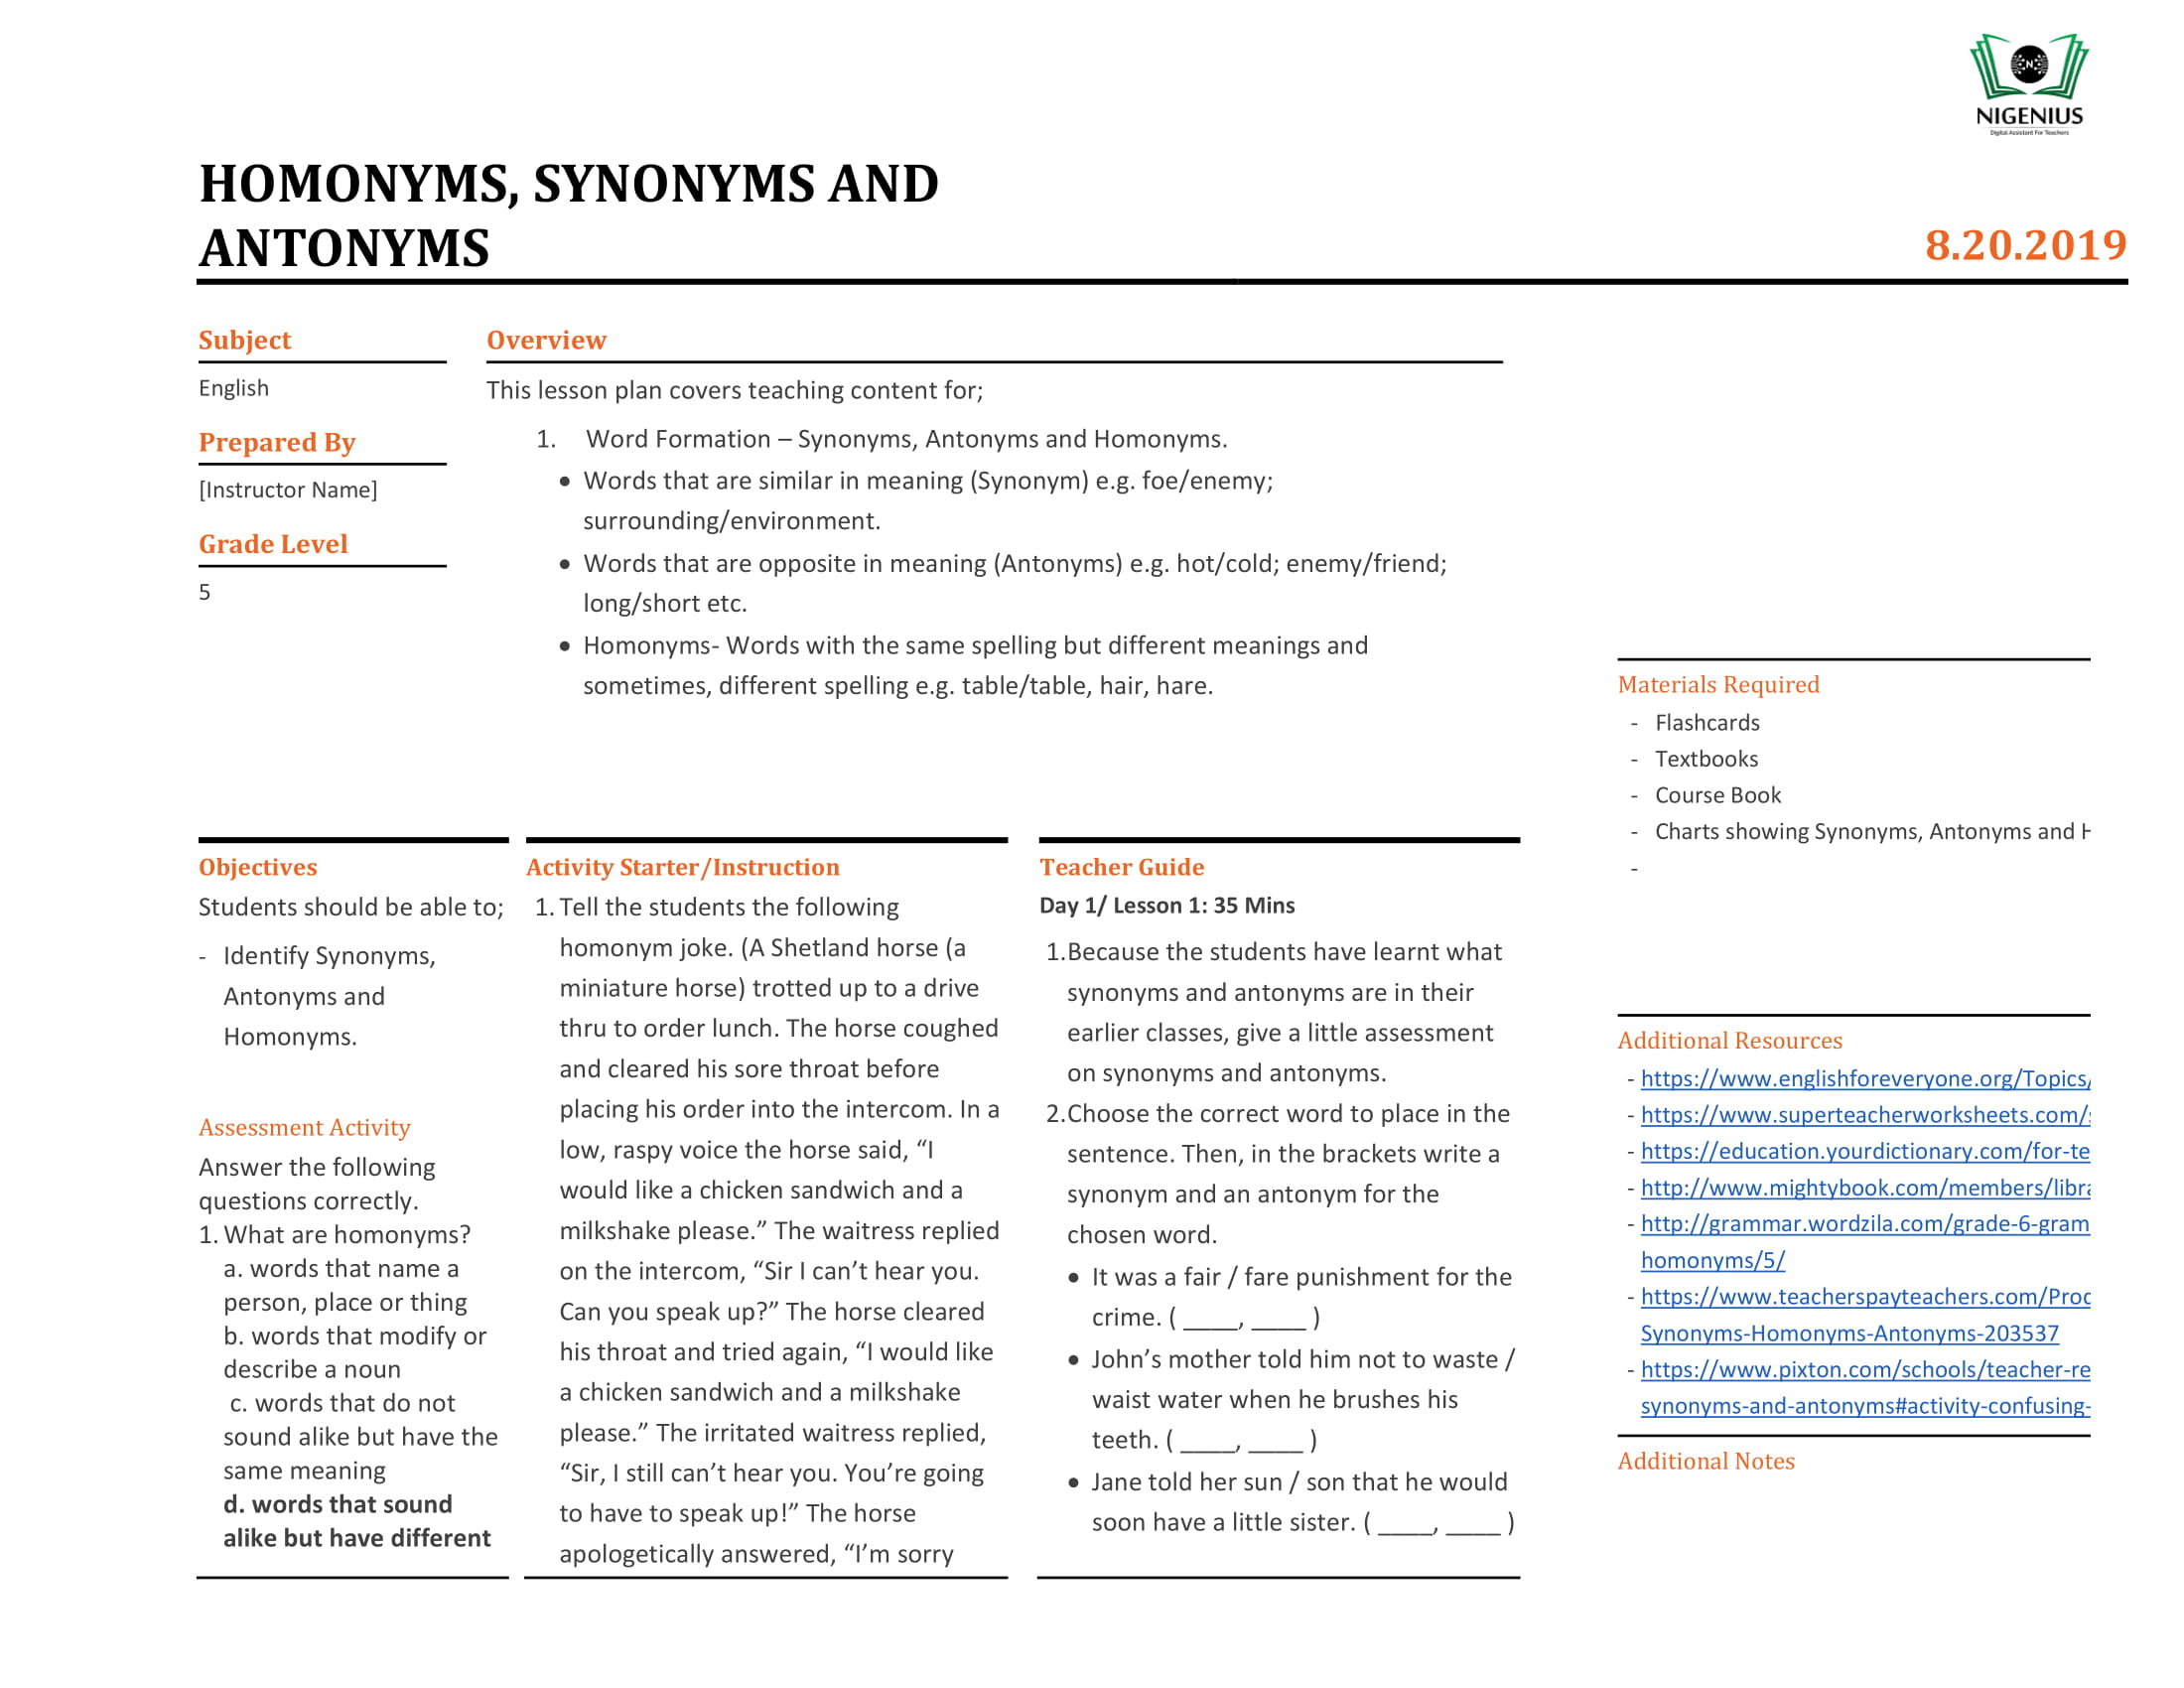 NIGENIUS
Digital Assistant For Teachers
HOMONYMS, SYNONYMS AND
ANTONYMS
8.20.2019
Subject
English
Prepared By
[Instructor Name]
Grade Level
5
Overview
This lesson plan covers teaching content for;
1. Word Formation – Synonyms, Antonyms and Homonyms.
• Words that are similar in meaning (Synonym) e.g. foe/enemy;
surrounding/environment.
• Words that are opposite in meaning (Antonyms) e.g. hot/cold; enemy/friend;
long/short etc.
• Homonyms- Words with the same spelling but different meanings and
sometimes, different spelling e.g. table/table, hair, hare.
Objectives
Students should be able to;
- Identify Synonyms,
Antonyms and
Homonyms.
Assessment Activity
Answer the following
questions correctly.
1. What are homonyms?
a. words that name a
person, place or thing
b. words that modify or
describe a noun
c. words that do not
sound alike but have the
same meaning
d. words that sound
alike but have different
Activity Starter/Instruction
1. Tell the students the following
homonym joke. (A Shetland horse (a
miniature horse) trotted up to a drive
thru to order lunch. The horse coughed
and cleared his sore throat before
placing his order into the intercom. In a
low, raspy voice the horse said, “I
would like a chicken sandwich and a
milkshake please.” The waitress replied
on the intercom, “Sir I can’t hear you.
Can you speak up?” The horse cleared
his throat and tried again, “I would like
a chicken sandwich and a milkshake
please.” The irritated waitress replied,
“Sir, I still can’t hear you. You’re going
to have to speak up!” The horse
apologetically answered, “I’m sorry
Teacher Guide
Day 1/ Lesson 1: 35 Mins
1.Because the students have learnt what
synonyms and antonyms are in their
earlier classes, give a little assessment
on synonyms and antonyms.
2.Choose the correct word to place in the
sentence. Then, in the brackets write a
synonym and an antonym for the
chosen word.
• It was a fair / fare punishment for the
crime. ( ____, ____ )
• John’s mother told him not to waste /
waist water when he brushes his
teeth. ( ____, ____ )
• Jane told her sun / son that he would
soon have a little sister. ( ____, ____ )
Materials Required
- Flashcards
- Textbooks
- Course Book
- Charts showing Synonyms, Antonyms and
-
Additional Resources
- https://www.englishforeveryone.org/Topics/
- https://www.superteacherworksheets.com/
- https://education.yourdictionary.com/for-te
- http://www.mightybook.com/members/libra
- http://grammar.wordzila.com/grade-6-gram
homonyms/5/
- https://www.teacherspayteachers.com/Proc
Synonyms-Homonyms-Antonyms-203537
- https://www.pixton.com/schools/teacher-re
synonyms-and-antonyms#activity-confusing-
Additional Notes